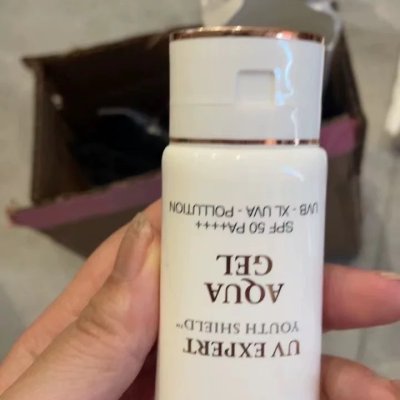 UV EXPERT
YOUTH SHIELD™
AQUA
GEL
SPF 50 PA++++
UVB - XL UVA - POLLUTION